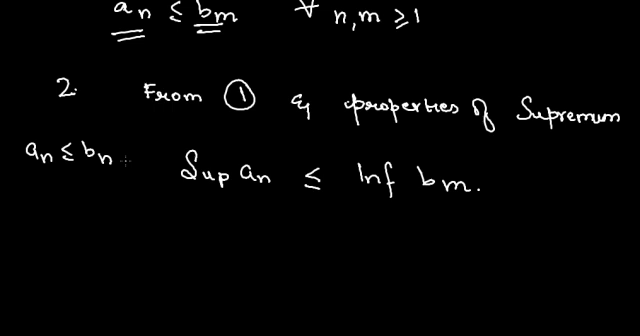 an ≤ bm ∀ n,m ≥ 1
2. From ① & properties of Supremum
an ≤ bn
Sup an ≤ Inf bm.